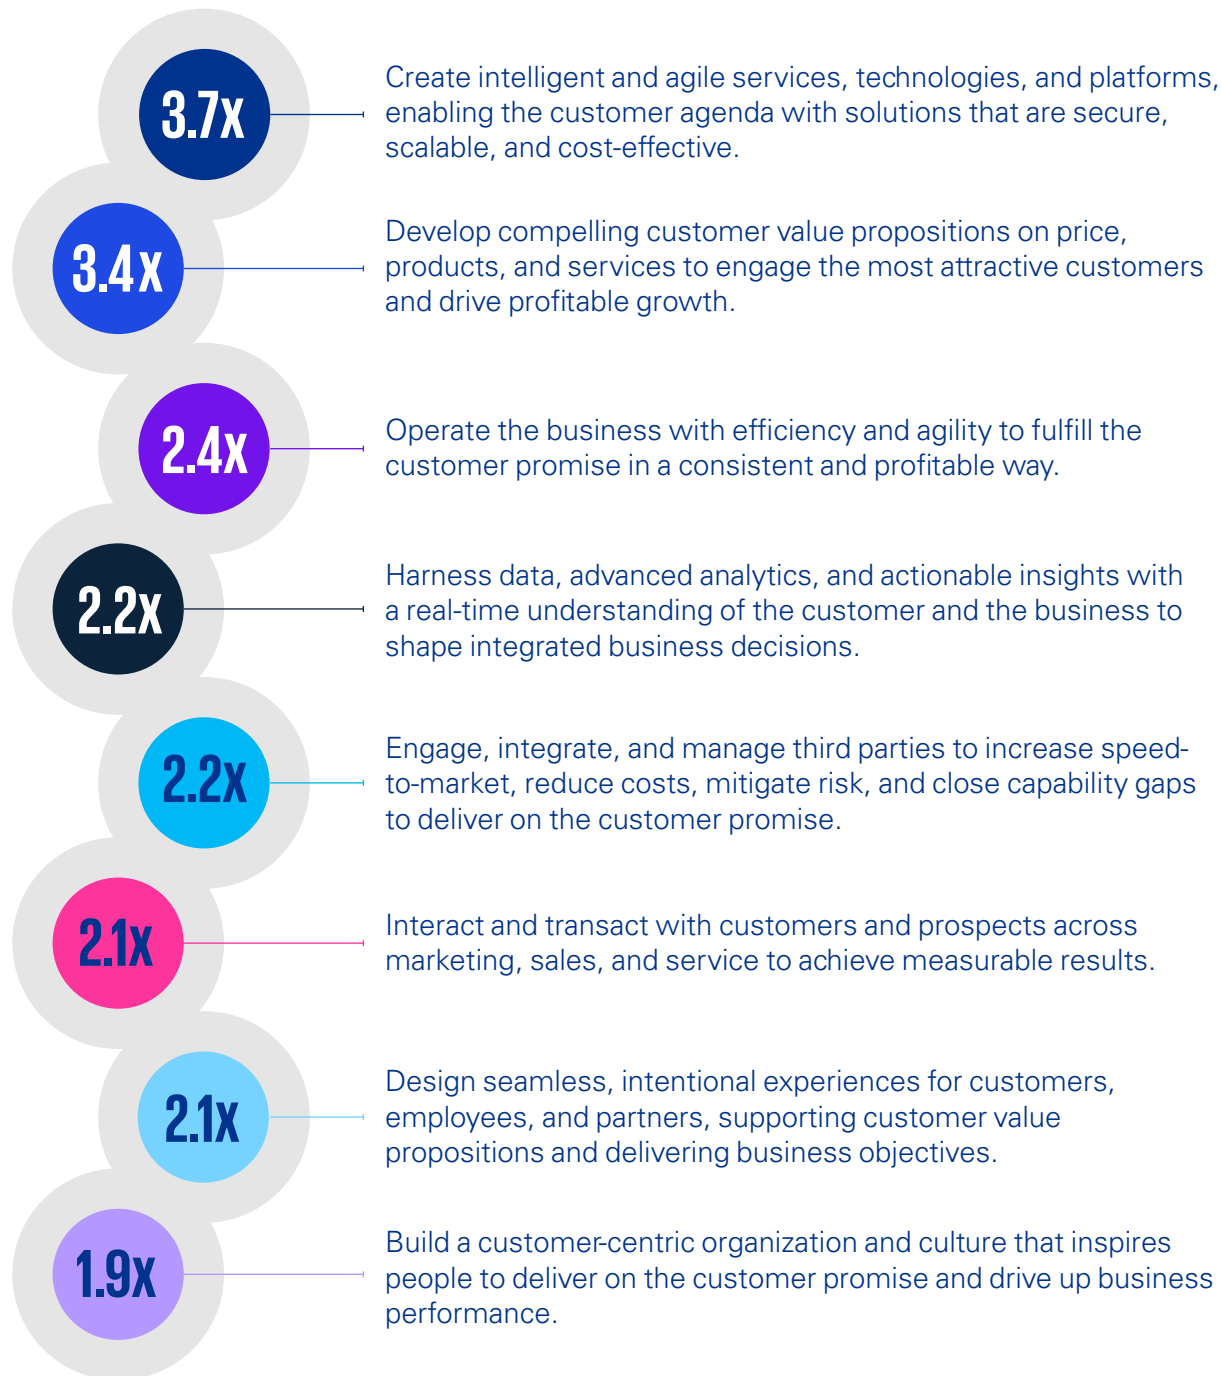 3.7x
Create intelligent and agile services, technologies, and platforms,
enabling the customer agenda with solutions that are secure,
scalable, and cost-effective.
3.4x
Develop compelling customer value propositions on price,
products, and services to engage the most attractive customers
and drive profitable growth.
2.4x
Operate the business with efficiency and agility to fulfill the
customer promise in a consistent and profitable way.
2.2x
Harness data, advanced analytics, and actionable insights with
a real-time understanding of the customer and the business to
shape integrated business decisions.
2.2x
Engage, integrate, and manage third parties to increase speed-
to-market, reduce costs, mitigate risk, and close capability gaps
to deliver on the customer promise.
2.1x
Interact and transact with customers and prospects across
marketing, sales, and service to achieve measurable results.
2.1x
Design seamless, intentional experiences for customers,
employees, and partners, supporting customer value
propositions and delivering business objectives.
1.9x
Build a customer-centric organization and culture that inspires
people to deliver on the customer promise and drive up business
performance.